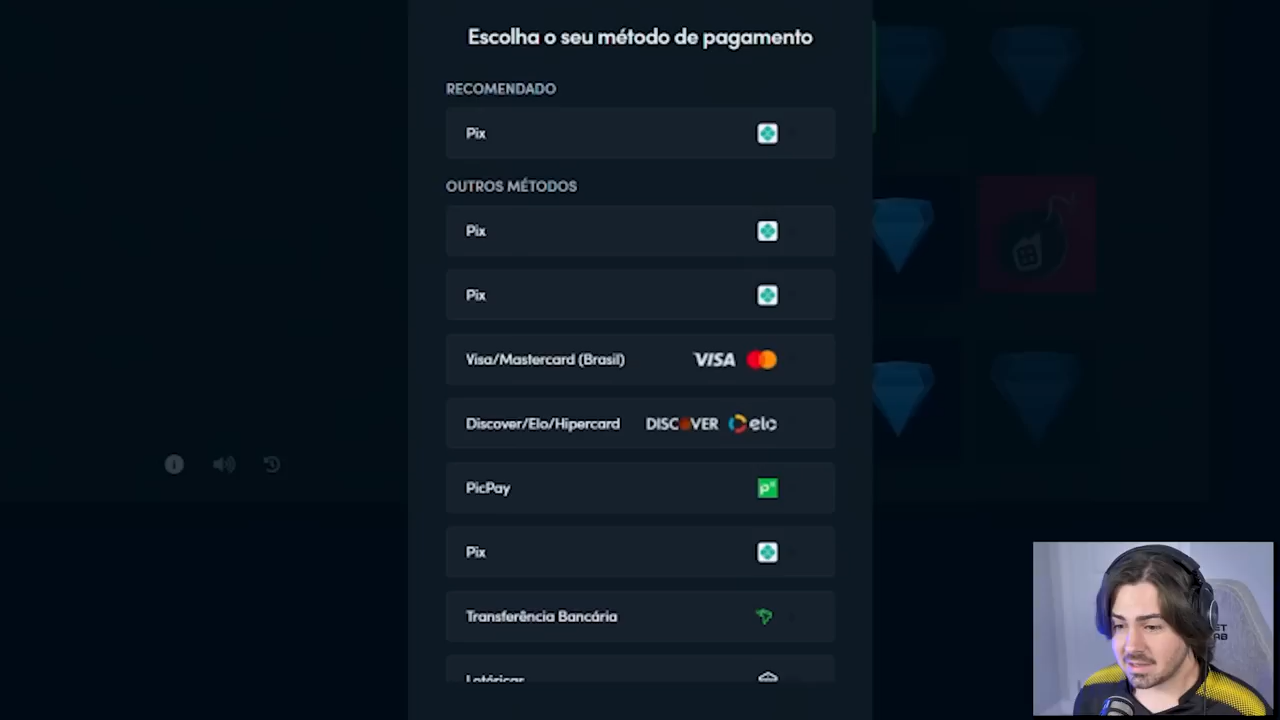 Escolha o seu método de pagamento
RECOMENDADO
Pix
OUTROS MÉTODOS
Pix
Pix
Visa/Mastercard (Brasil) VISA
Discover/Elo/Hipercard DISCOVER elo
PicPay
Pix
Transferência Bancária